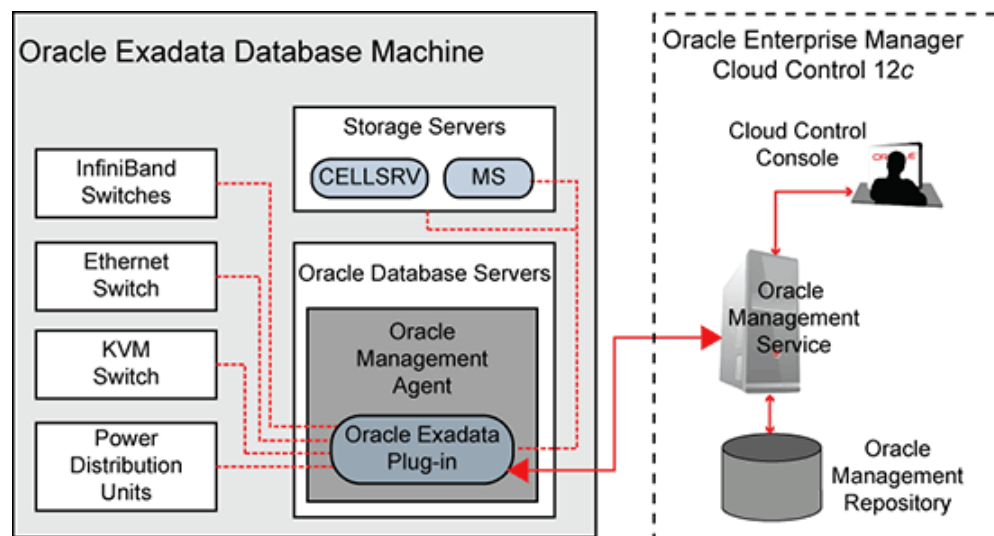 Oracle Exadata Database Machine
InfiniBand
Switches
Ethernet
Switch
KVM
Switch
Power
Distribution
Units
Storage Servers
CELLSRV
MS
Oracle Database Servers
Oracle
Management
Agent
Oracle Exadata
Plug-in
Oracle Enterprise Manager
Cloud Control 12c
Cloud Control
Console
Oracle
Management
Service
Oracle
Management
Repository